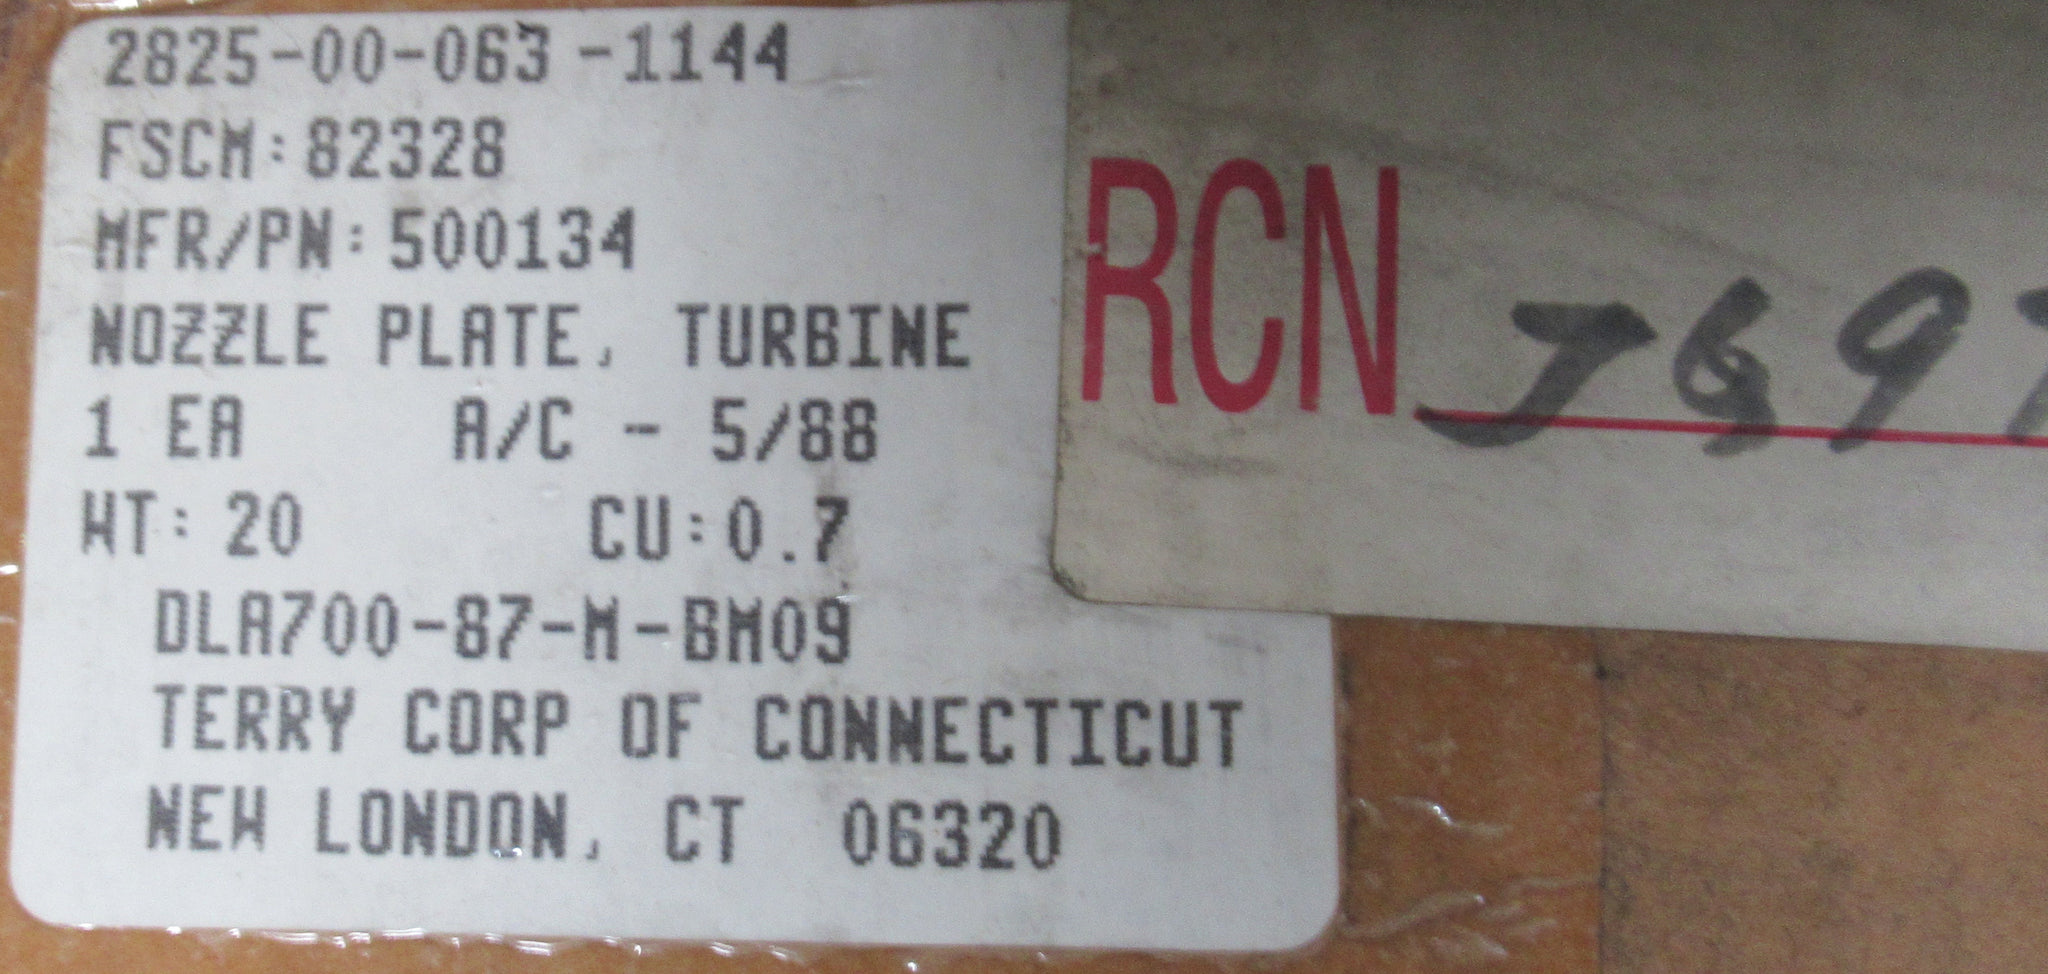 2825-00-063-1144
FSCM:82328
MFR/PN:500134
NOZZLE PLATE, TURBINE
1 EA A/C - 5/88
WT: 20 CU:0.7
DLA700-87-M-BM09
TERRY CORP OF CONNECTICUT
NEW LONDON, CT 06320
RCN